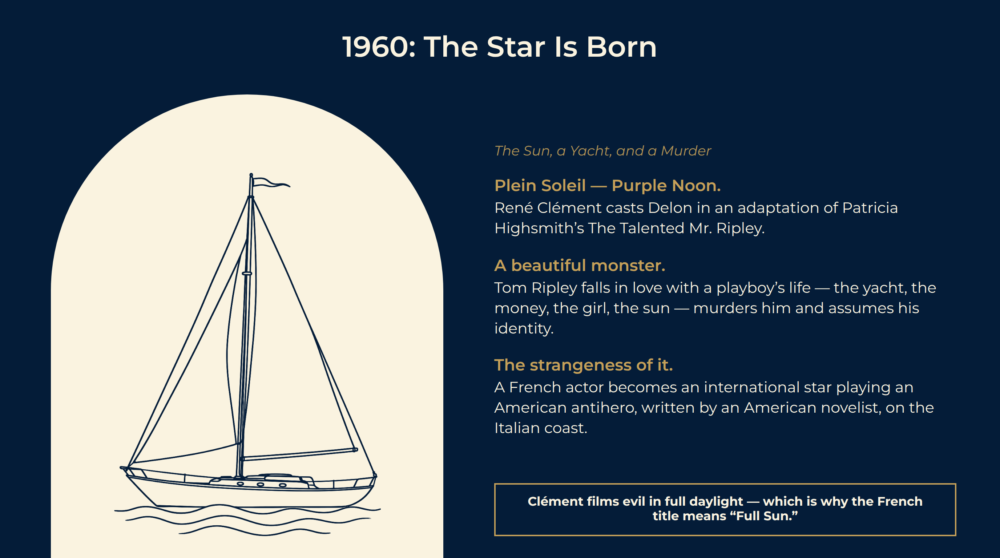 1960: The Star Is Born
The Sun, a Yacht, and a Murder
Plein Soleil — Purple Noon.
René Clément casts Delon in an adaptation of Patricia
Highsmith’s The Talented Mr. Ripley.
A beautiful monster.
Tom Ripley falls in love with a playboy’s life — the yacht, the
money, the girl, the sun — murders him and assumes his
identity.
The strangeness of it.
A French actor becomes an international star playing an
American antihero, written by an American novelist, on the
Italian coast.
Clément films evil in full daylight — which is why the French
title means “Full Sun.”